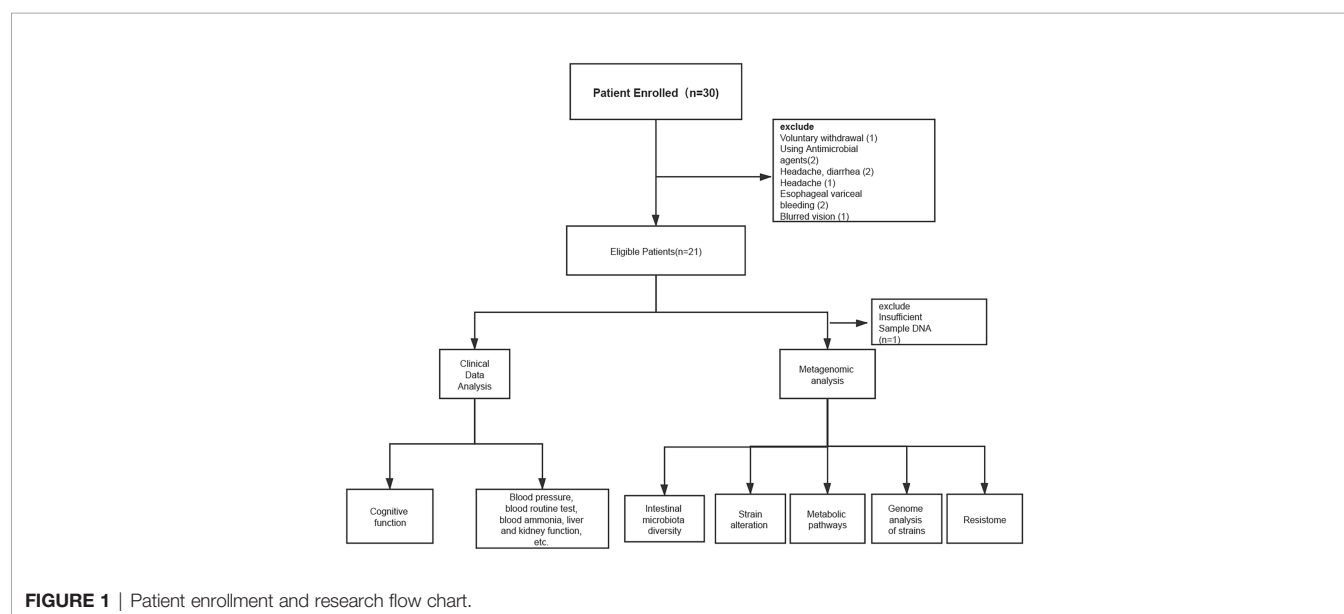 Patient Enrolled（n=30)
exclude
Voluntary withdrawal (1)
Using Antimicrobial
agents(2)
Headache, diarrhea (2)
Headache (1)
Esophageal variceal
bleeding (2)
Blurred vision (1)
Eligible Patients(n=21)
exclude
Insufficient
Sample DNA
(n=1)
Clinical
Data
Analysis
Metagenomic
analysis
Cognitive
function
Blood pressure,
blood routine test,
blood ammonia, liver
and kidney function,
etc.
Intestinal
microbiota
diversity
Strain
alteration
Metabolic
pathways
Genome
analysis
of strains
Resistome
FIGURE 1 | Patient enrollment and research flow chart.